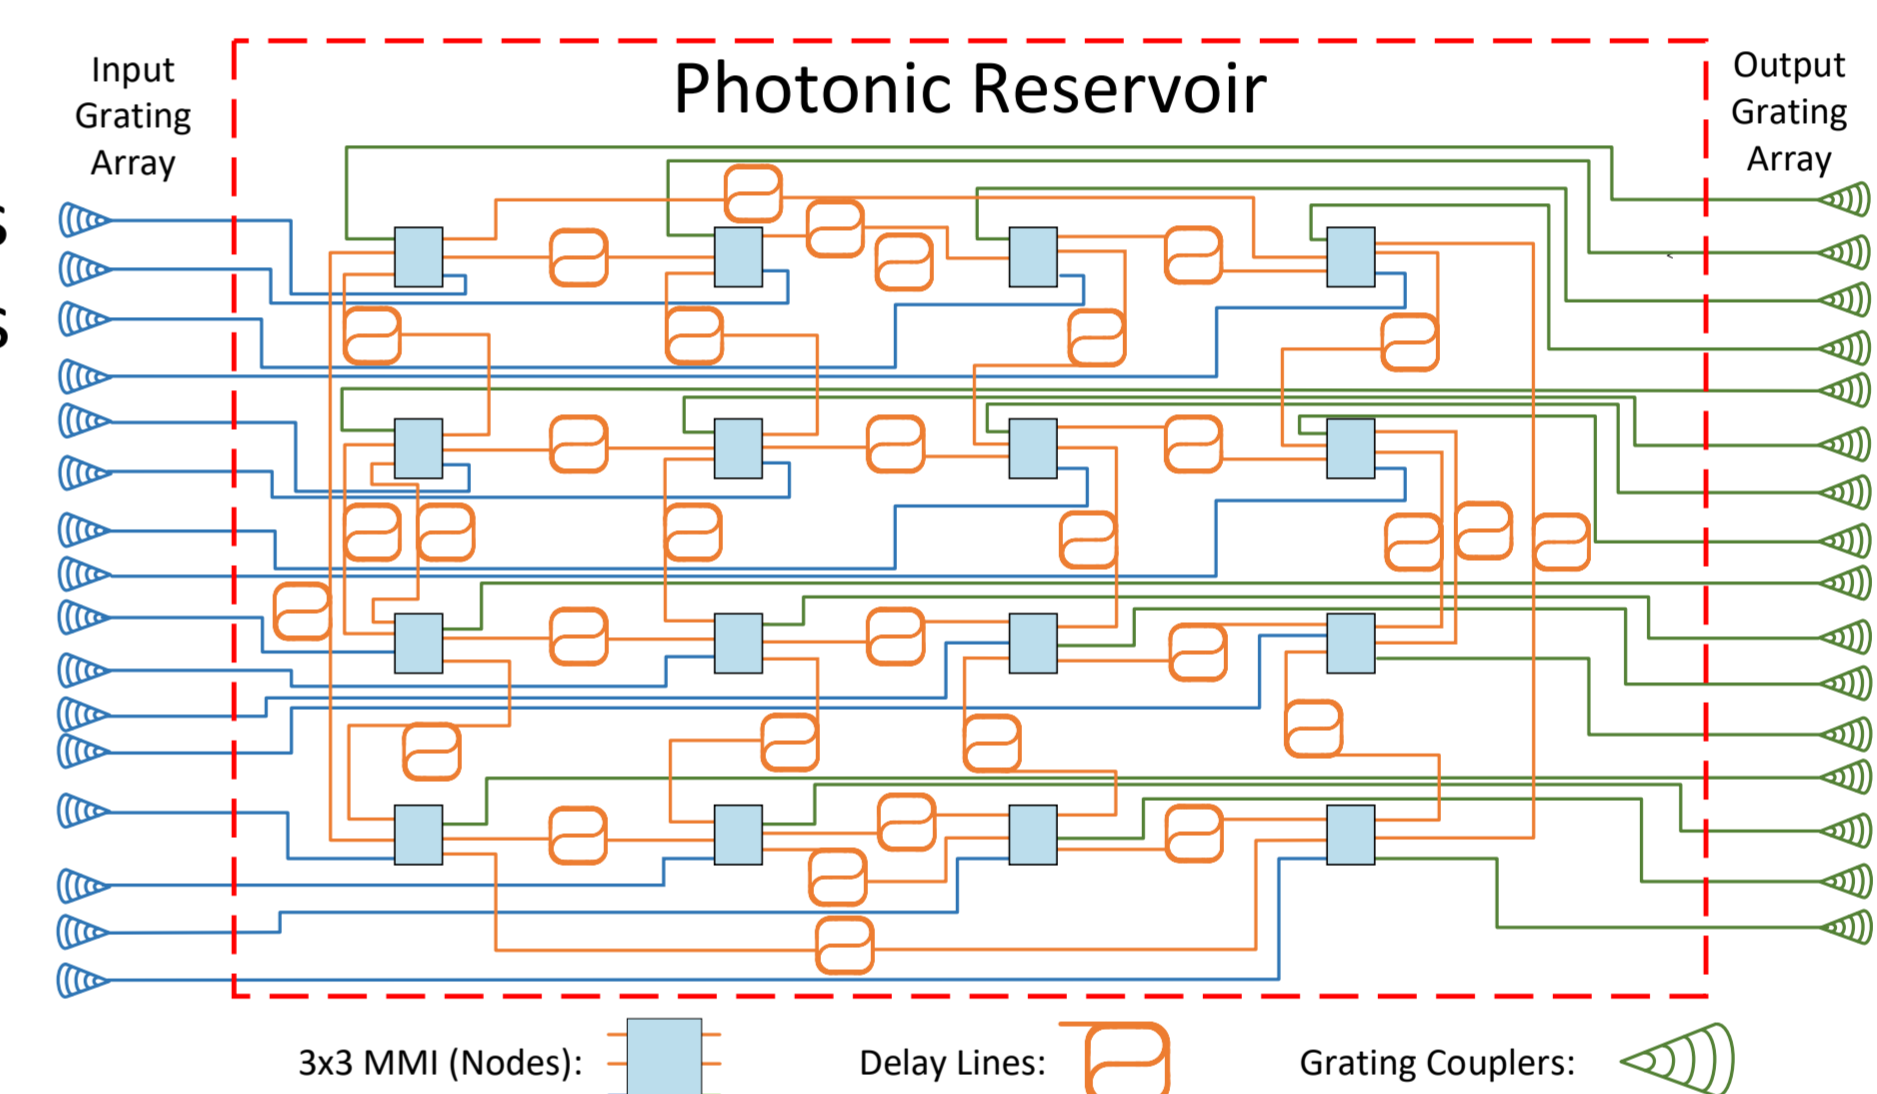 Photonic Reservoir
Input
Grating
Array
Output
Grating
Array
s
s
3x3 MMI (Nodes):
Delay Lines:
Grating Couplers: